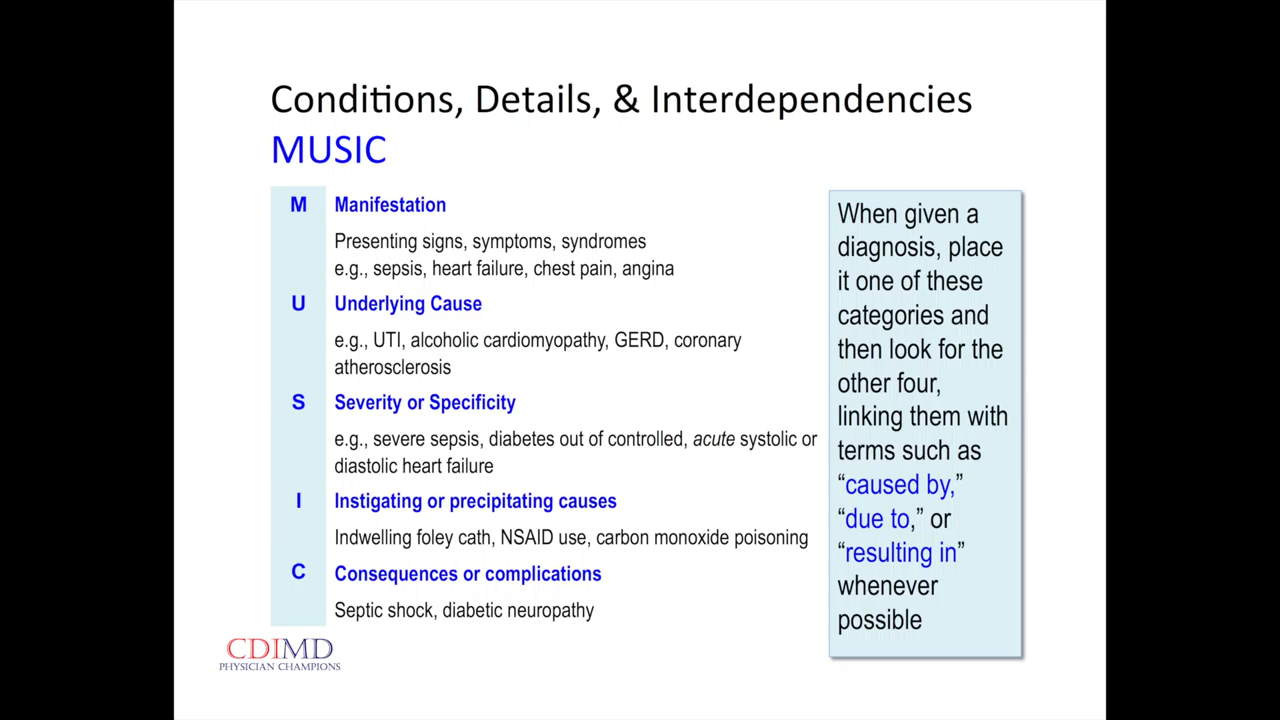 Conditions, Details, & Interdependencies
MUSIC
M Manifestation
Presenting signs, symptoms, syndromes
e.g., sepsis, heart failure, chest pain, angina
U Underlying Cause
e.g., UTI, alcoholic cardiomyopathy, GERD, coronary
atherosclerosis
S Severity or Specificity
e.g., severe sepsis, diabetes out of controlled, acute systolic or
diastolic heart failure
I Instigating or precipitating causes
Indwelling foley cath, NSAID use, carbon monoxide poisoning
C Consequences or complications
Septic shock, diabetic neuropathy
When given a
diagnosis, place
it one of these
categories and
then look for the
other four,
linking them with
terms such as
“caused by,”
“due to,” or
“resulting in”
whenever
possible
CDIMD
PHYSICIAN CHAMPIONS